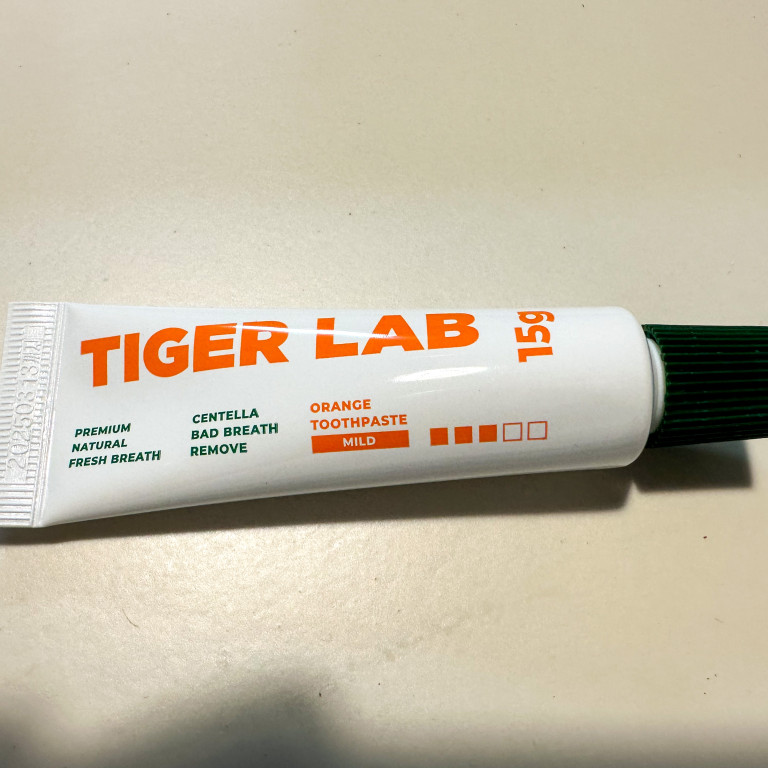 TIGER LAB
15g
PREMIUM
NATURAL
FRESH BREATH
CENTELLA
BAD BREATH
REMOVE
ORANGE
TOOTHPASTE
MILD